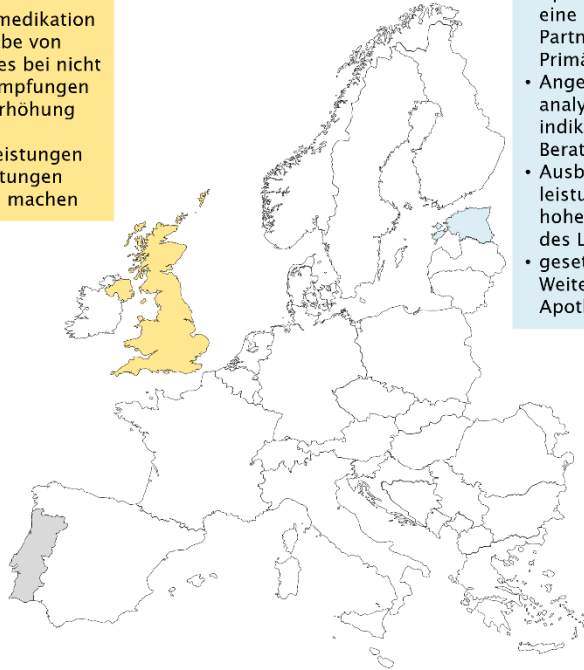 medikation
be von
es bei nicht
mpfungen
rhöhung
eistungen
tungen
machen
eine
Partn
Primä
• Ange
analy
indik
Berat
• Ausb
leistu
hohe
des L
• geset
Weite
Apoth